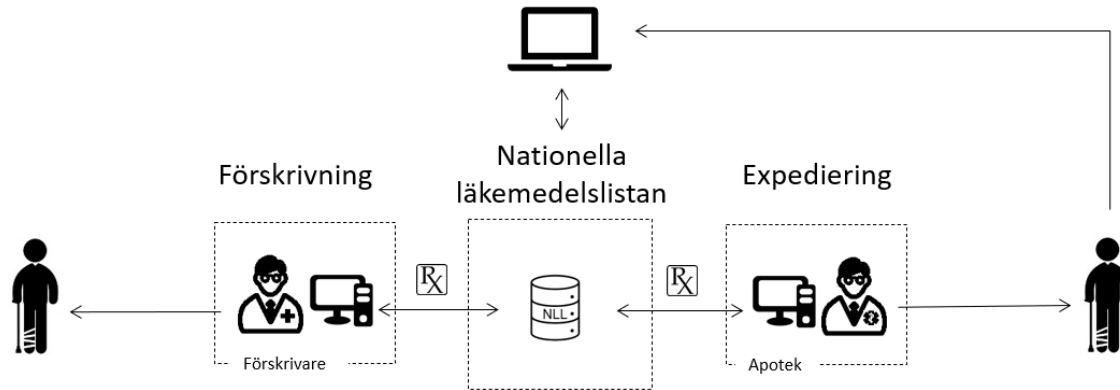 Nationella
läkemedelslistan
Förskrivning
Expediering
Rx
NLL
Rx
Förskrivare
Apotek